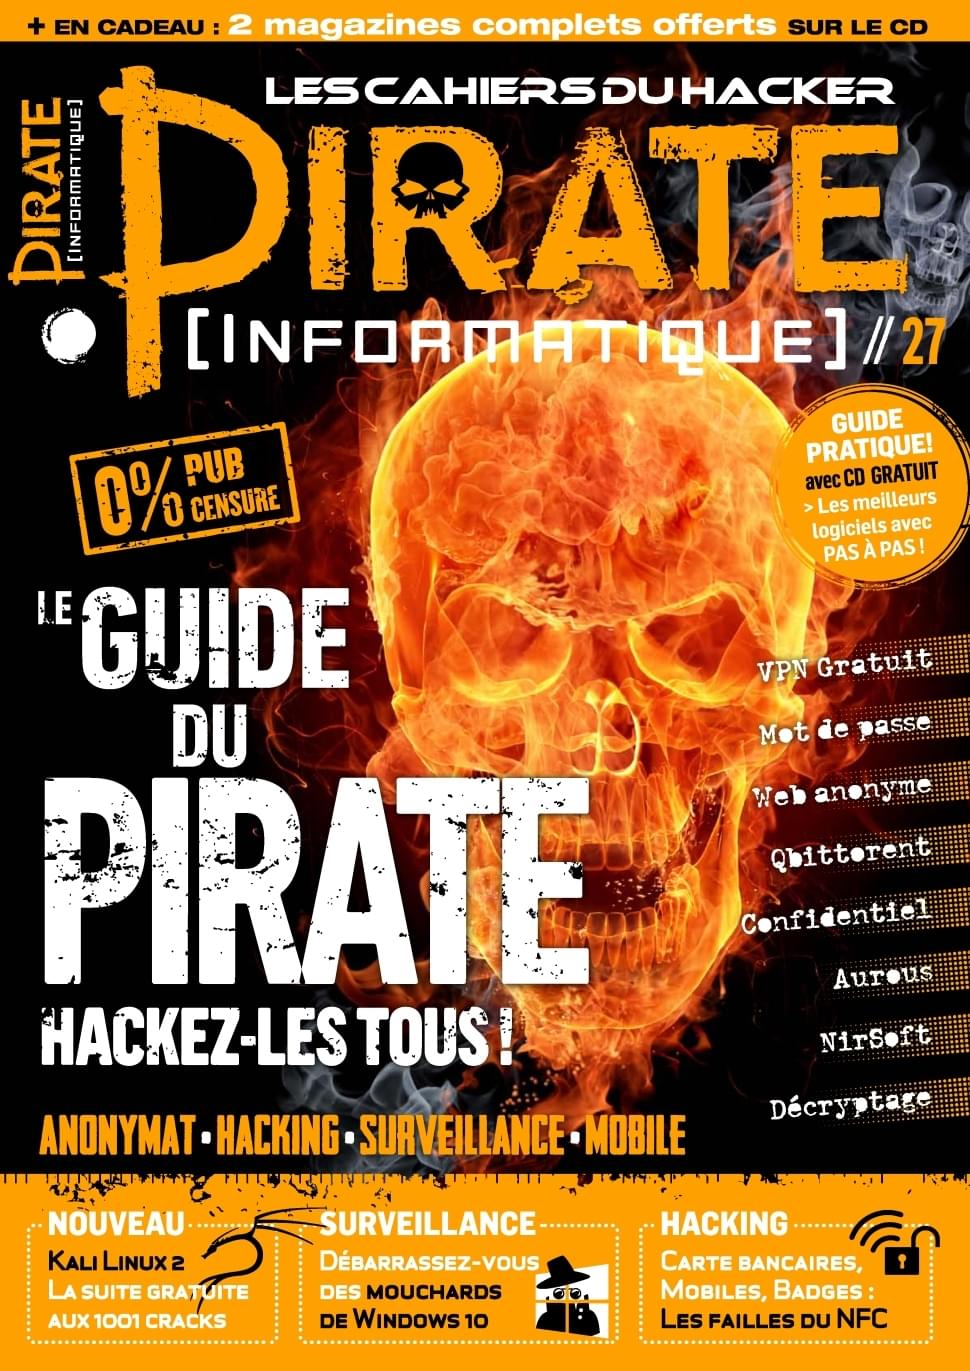 + EN CADEAU : 2 magazines complets offerts SUR LE CD
LES CAHIERS DU HACKER
PIRATE
[INFORMATIQUE] // 27
PIRATE
[INFORMATIQUE]
0% PUB
CENSURE
GUIDE
PRATIQUE!
avec CD GRATUIT
> Les meilleurs
logiciels avec
PAS À PAS !
LE GUIDE
DU
PIRATE
HACKEZ-LES TOUS !
VPN Gratuit
Mot de passe
Web anonyme
Qbittorent
Confidentiel
Aurous
NirSoft
Décryptage
ANONYMAT • HACKING • SURVEILLANCE • MOBILE
NOUVEAU
KALI LINUX 2
LA SUITE GRATUITE
AUX 1001 CRACKS
SURVEILLANCE
DÉBARRASSEZ-VOUS
DES MOUCHARDS
DE WINDOWS 10
HACKING
CARTE BANCAIRES,
MOBILES, BADGES :
LES FAILLES DU NFC